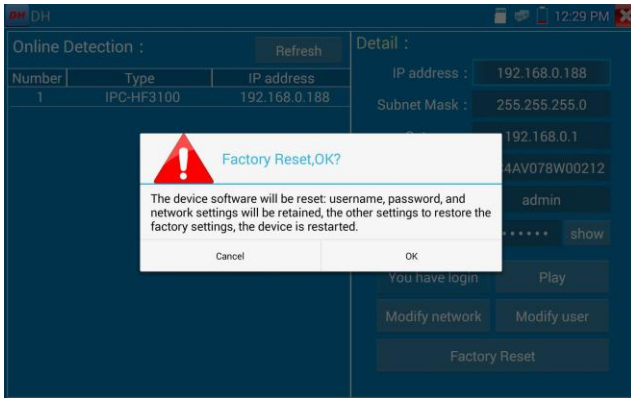 DH DH
12:29 PM
Online Detection :
Refresh
Number Type IP address
1 IPC-HF3100 192.168.0.188
Detail :
IP address : 192.168.0.188
Subnet Mask : 255.255.255.0
192.168.0.1
4AV078W00212
admin
•••••• show
You have login
Play
Modify network
Modify user
Factory Reset
Factory Reset,OK?
The device software will be reset: username, password, and
network settings will be retained, the other settings to restore the
factory settings, the device is restarted.
Cancel
OK